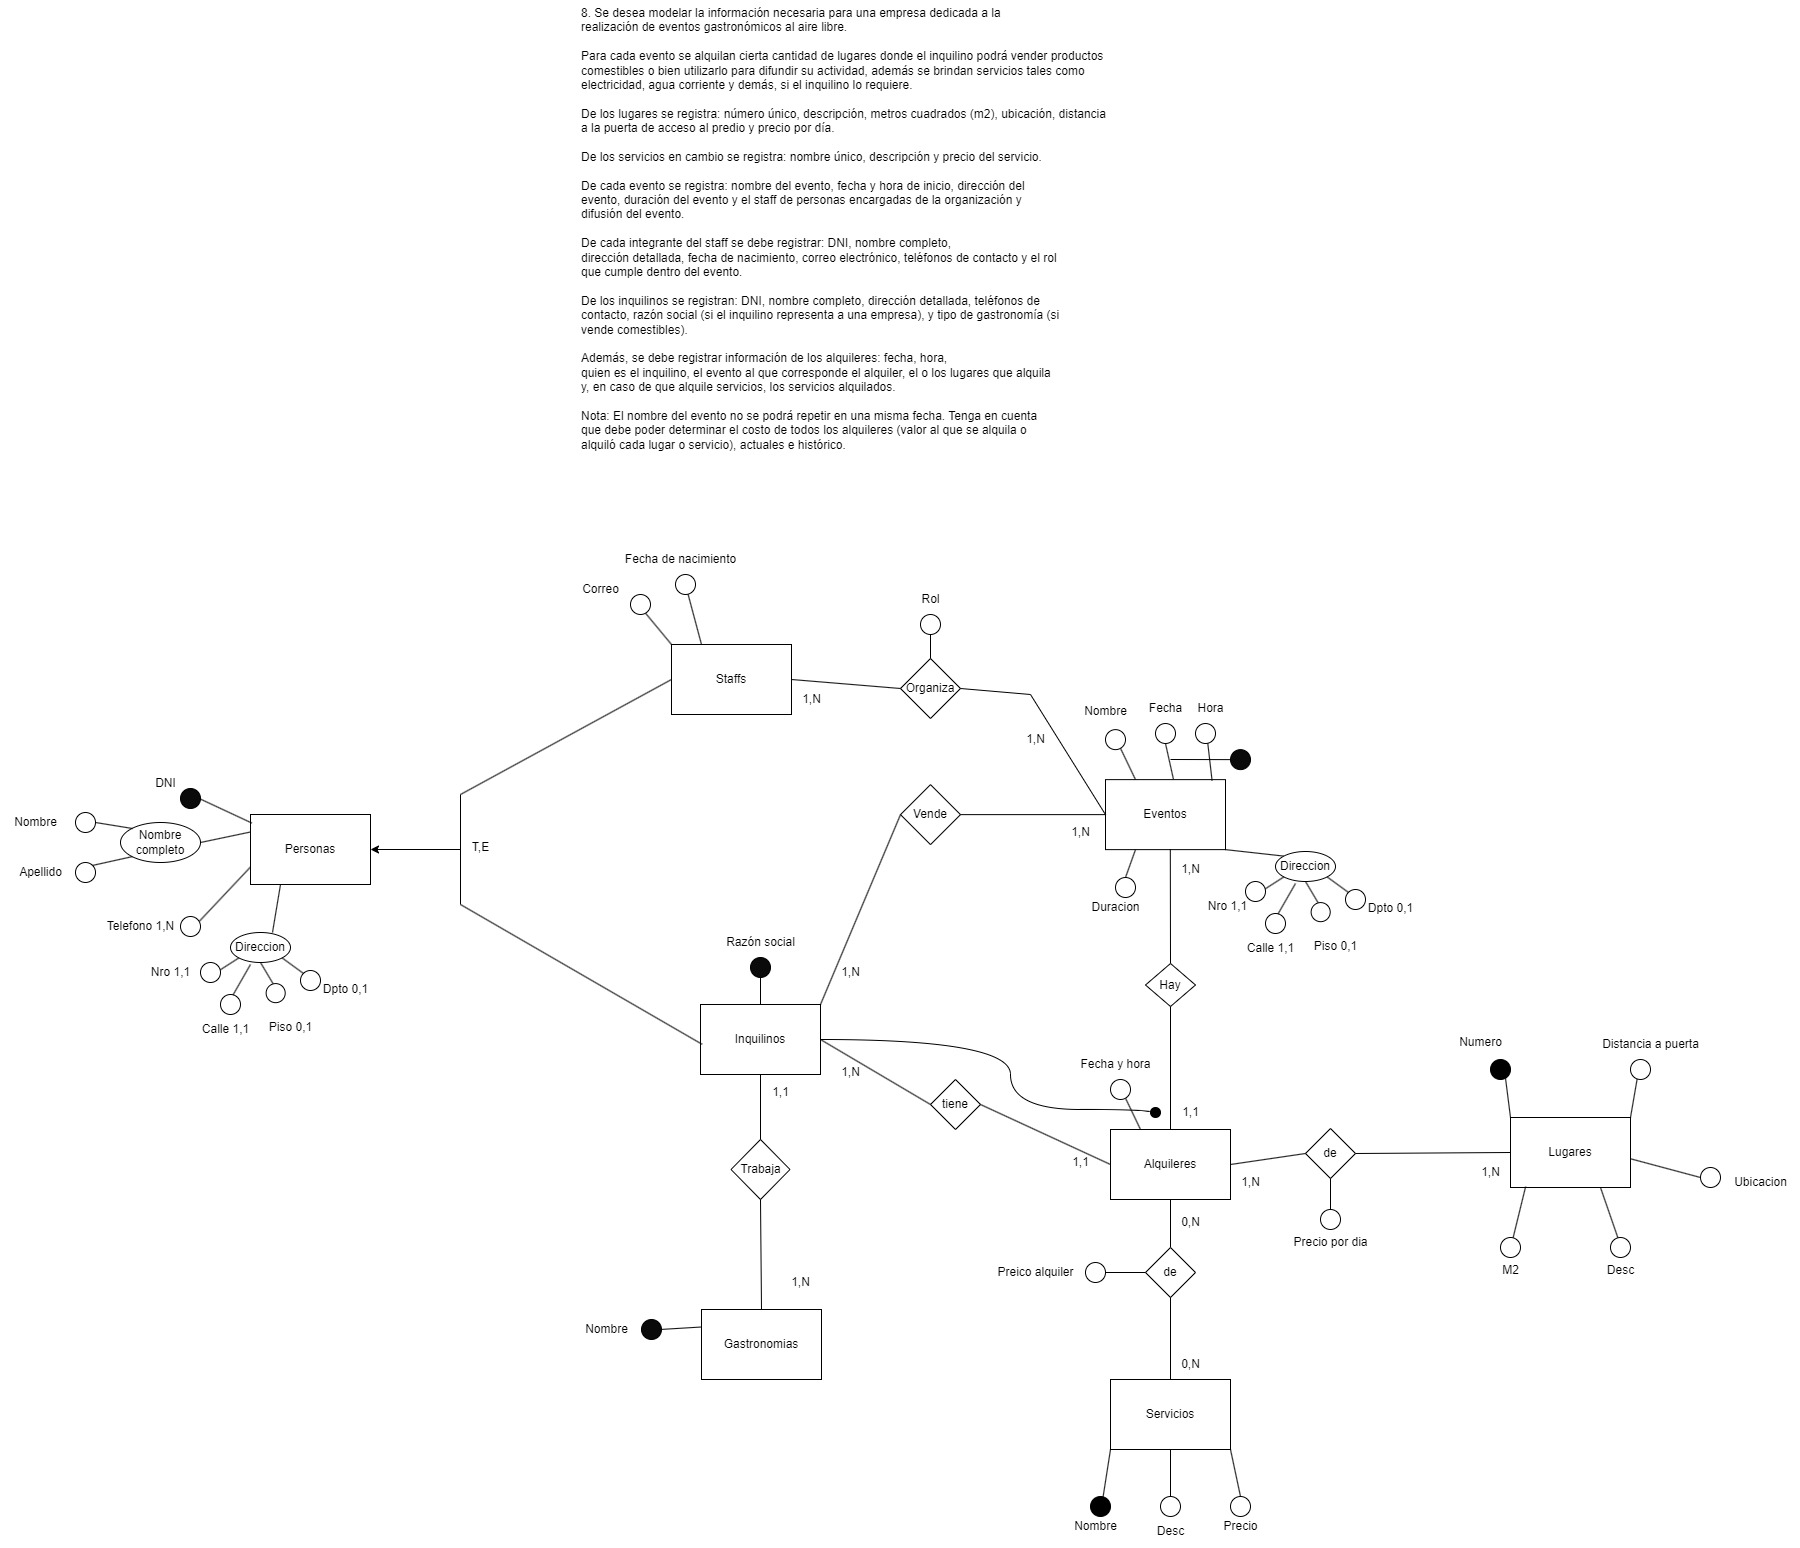 8. Se desea modelar la información necesaria para una empresa dedicada a la
realización de eventos gastronómicos al aire libre.
Para cada evento se alquilan cierta cantidad de lugares donde el inquilino podrá vender productos
comestibles o bien utilizarlo para difundir su actividad, además se brindan servicios tales como
electricidad, agua corriente y demás, si el inquilino lo requiere.
De los lugares se registra: número único, descripción, metros cuadrados (m2), ubicación, distancia
a la puerta de acceso al predio y precio por día.
De los servicios en cambio se registra: nombre único, descripción y precio del servicio.
De cada evento se registra: nombre del evento, fecha y hora de inicio, dirección del
evento, duración del evento y el staff de personas encargadas de la organización y
difusión del evento.
De cada integrante del staff se debe registrar: DNI, nombre completo,
dirección detallada, fecha de nacimiento, correo electrónico, teléfonos de contacto y el rol
que cumple dentro del evento.
De los inquilinos se registran: DNI, nombre completo, dirección detallada, teléfonos de
contacto, razón social (si el inquilino representa a una empresa), y tipo de gastronomía (si
vende comestibles).
Además, se debe registrar información de los alquileres: fecha, hora,
quien es el inquilino, el evento al que corresponde el alquiler, el o los lugares que alquila
y, en caso de que alquile servicios, los servicios alquilados.
Nota: El nombre del evento no se podrá repetir en una misma fecha. Tenga en cuenta
que debe poder determinar el costo de todos los alquileres (valor al que se alquila o
alquiló cada lugar o servicio), actuales e histórico.
Fecha de nacimiento
Correo
Rol
Staffs
Organiza
1,N
1,N
Nombre
Fecha
Hora
DNI
Nombre
Nombre
completo
Apellido
Personas
T,E
Vende
1,N
Eventos
1,N
Direccion
Duracion
Nro 1,1
Dpto 0,1
Calle 1,1
Piso 0,1
Telefono 1,N
Direccion
Nro 1,1
Dpto 0,1
Calle 1,1
Piso 0,1
Razón social
1,N
Hay
Inquilinos
1,N
1,1
Fecha y hora
tiene
1,1
1,1
Alquileres
1,N
de
1,N
Precio por dia
Numero
Distancia a puerta
Lugares
Ubicacion
M2
Desc
Trabaja
0,N
Preico alquiler
de
1,N
Nombre
Gastronomias
0,N
Servicios
Nombre
Desc
Precio